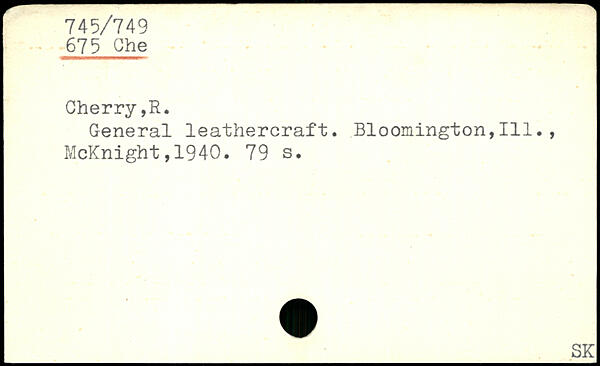 745/749
675 Che
Cherry,R.
General leathercraft. Bloomington,Ill.,
McKnight,1940. 79 s.
SK